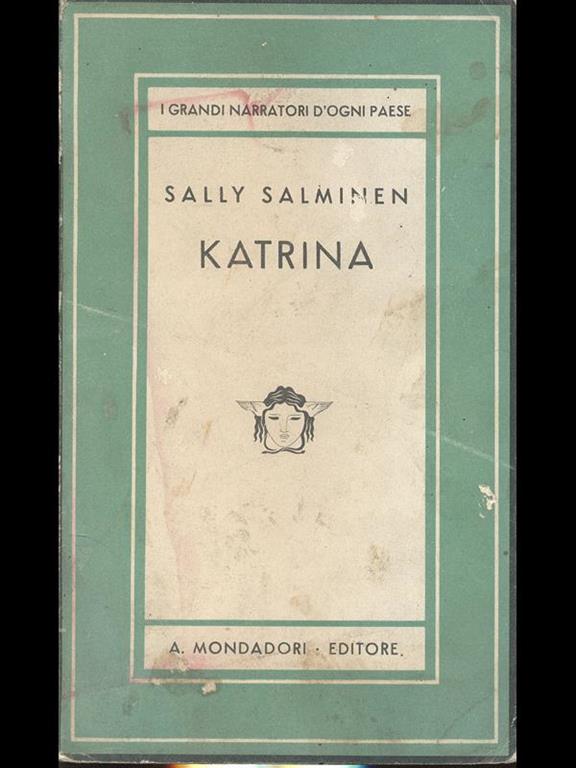 I GRANDI NARRATORI D'OGNI PAESE
SALLY SALMINEN
KATRINA
A. MONDADORI · EDITORE.